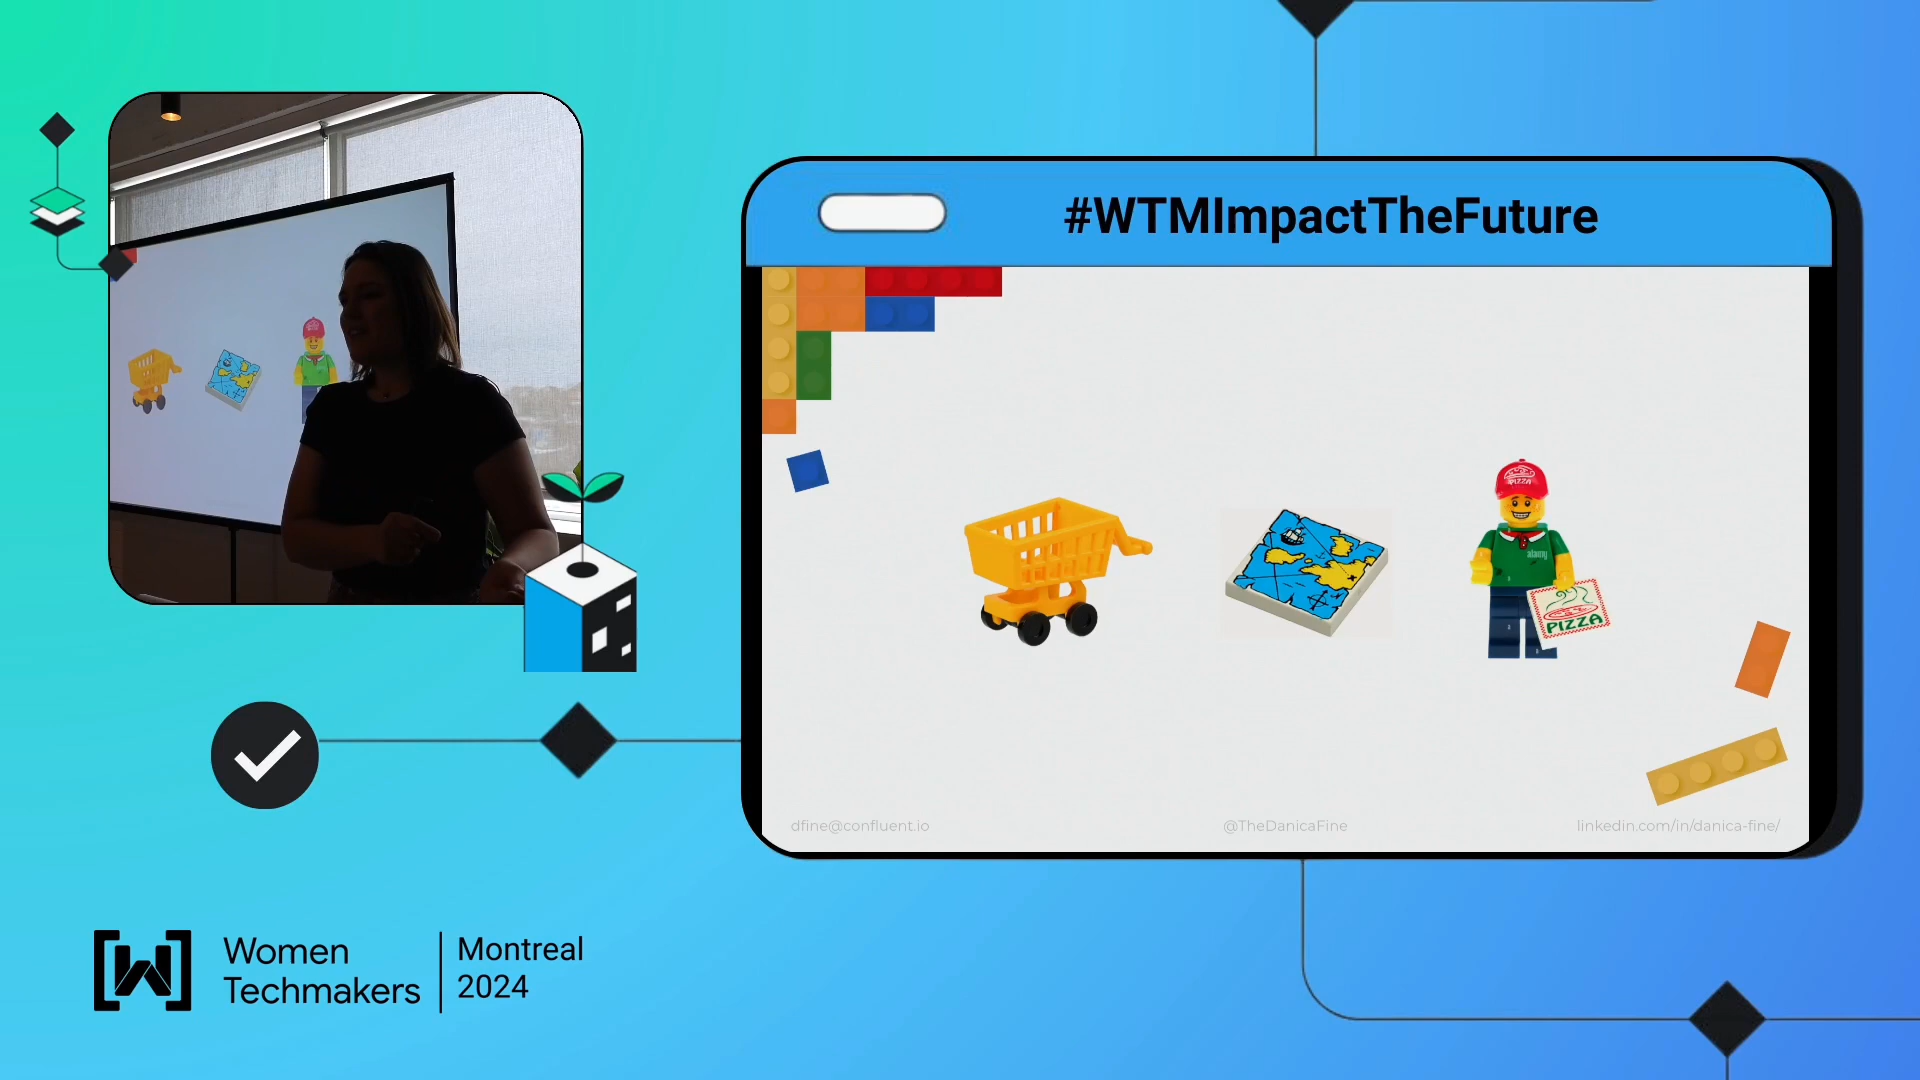 #WTMImpactTheFuture
PIZZA
PIZZA
dfine@confluent.io
@TheDanicaFine
linkedin.com/in/danica-fine/
Women
Techmakers
Montreal
2024